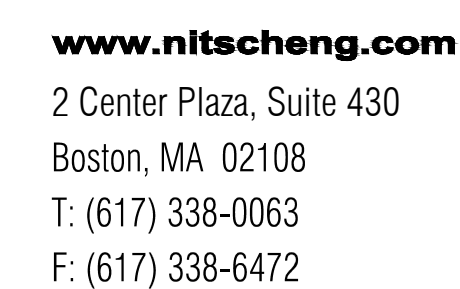 www.nitscheng.com
2 Center Plaza, Suite 430
Boston, MA  02108
T: (617) 338-0063
F: (617) 338-6472